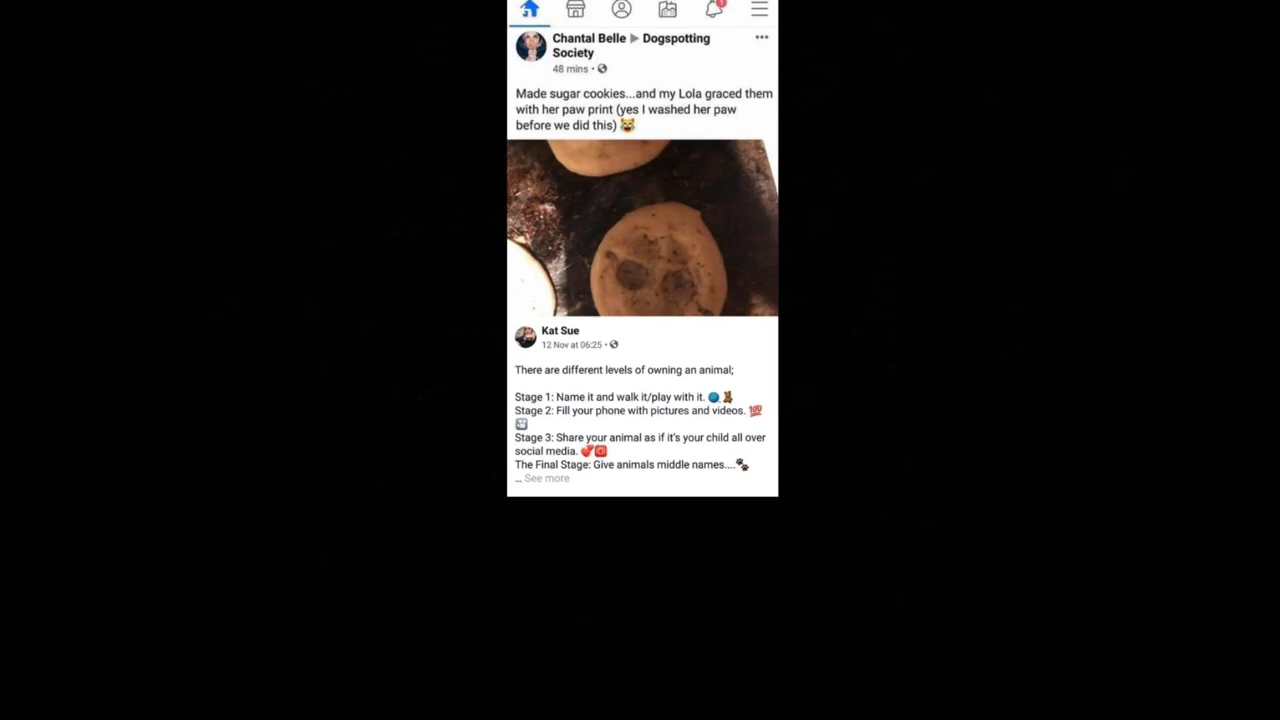 1
Chantal Belle ▶ Dogspotting
Society
48 mins •
Made sugar cookies...and my Lola graced them
with her paw print (yes I washed her paw
before we did this) 😹
Kat Sue
12 Nov at 06:25 •
There are different levels of owning an animal;
Stage 1: Name it and walk it/play with it. 🎾🧸
Stage 2: Fill your phone with pictures and videos. 💯
🎦
Stage 3: Share your animal as if it's your child all over
social media. 💕📷
The Final Stage: Give animals middle names....🐾
... See more